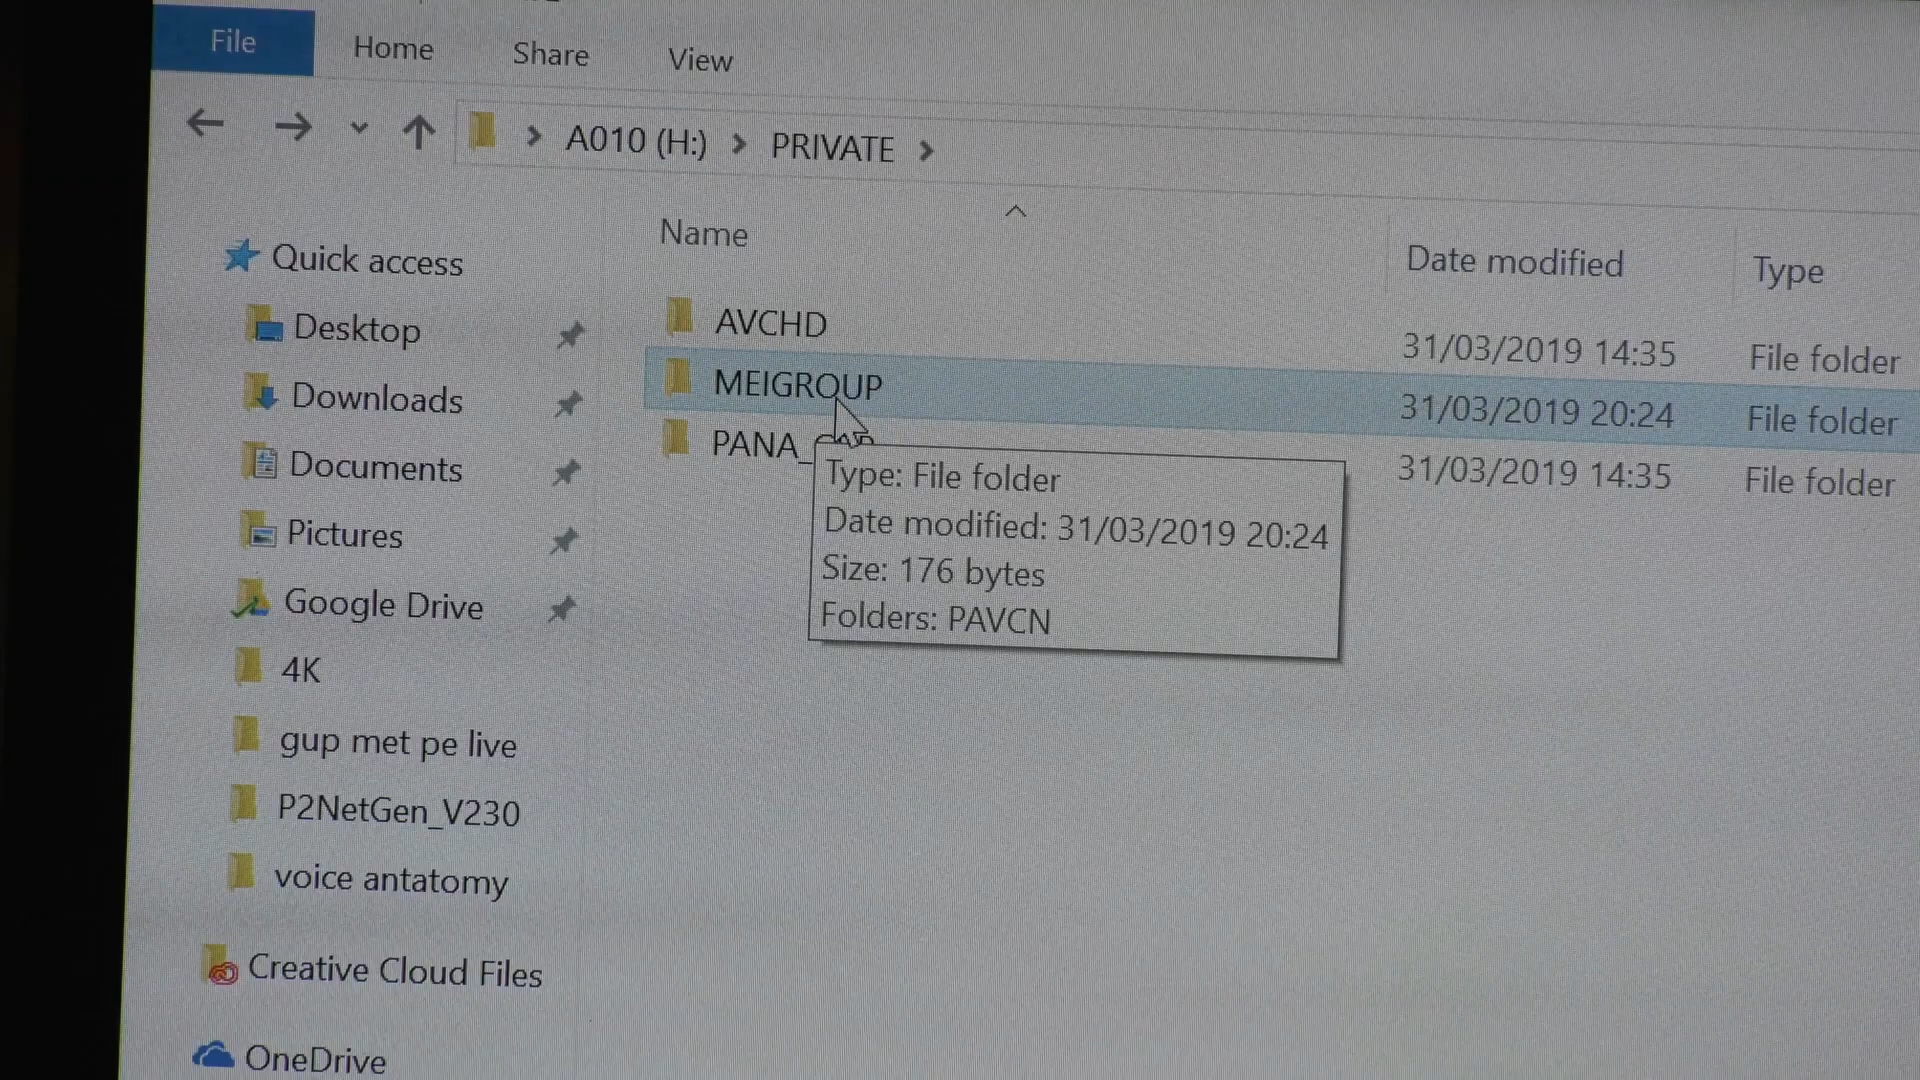 File Home Share View
A010 (H:) PRIVATE
Name Date modified Type
Quick access
Desktop
Downloads
Documents
Pictures
Google Drive
4K
gup met pe live
P2NetGen_V230
voice antatomy
Creative Cloud Files
OneDrive
AVCHD 31/03/2019 14:35 File folder
MEIGROUP 31/03/2019 20:24 File folder
PANA_ 31/03/2019 14:35 File folder
Type: File folder
Date modified: 31/03/2019 20:24
Size: 176 bytes
Folders: PAVCN